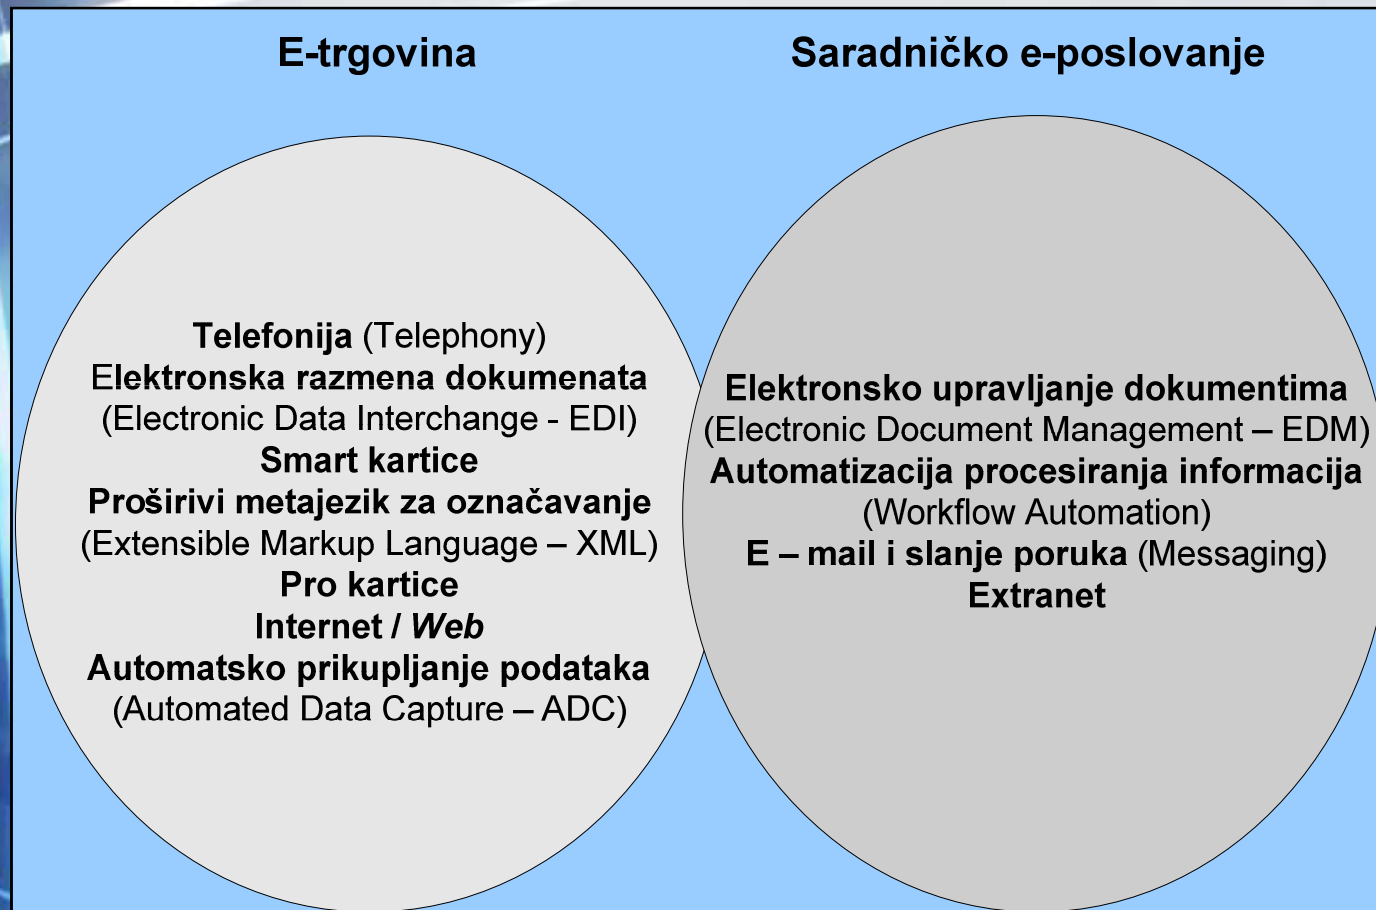 E-trgovina
Saradničko e-poslovanje
Telefonija (Telephony)
Elektronska razmena dokumenata
(Electronic Data Interchange - EDI)
Smart kartice
Proširivi metajezik za označavanje
(Extensible Markup Language – XML)
Pro kartice
Internet / Web
Automatsko prikupljanje podataka
(Automated Data Capture – ADC)
Elektronsko upravljanje dokumentima
(Electronic Document Management – EDM)
Automatizacija procesiranja informacija
(Workflow Automation)
E – mail i slanje poruka (Messaging)
Extranet